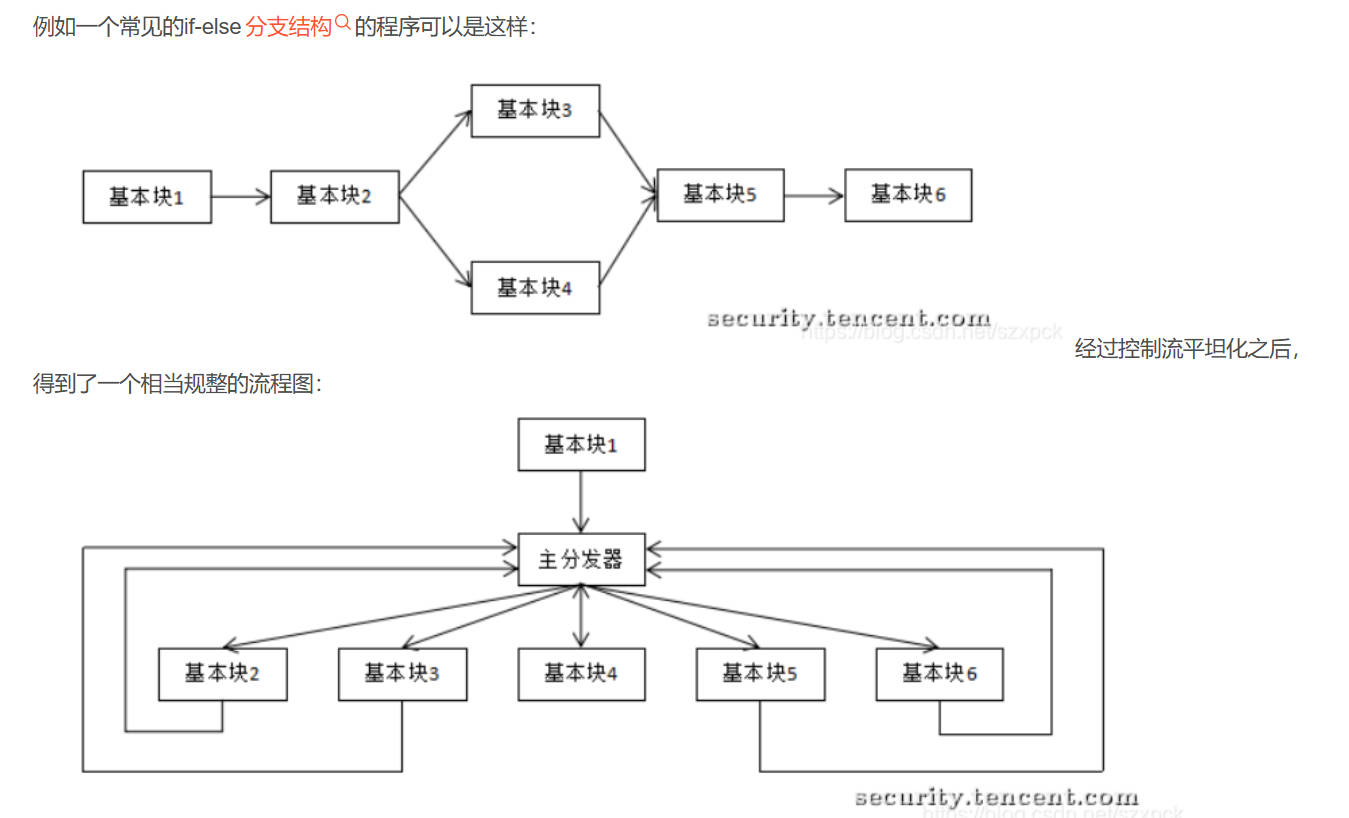 例如一个常见的if-else 分支结构 的程序可以是这样：
基本块3
基本块1
基本块2
基本块5
基本块6
基本块4
security.tencent.com
https://blog.csdn.net/szxpck
经过控制流平坦化之后，
得到了一个相当规整的流程图：
基本块1
主分发器
基本块2
基本块3
基本块4
基本块5
基本块6
security.tencent.com
https://blog.csdn.net/szxpck